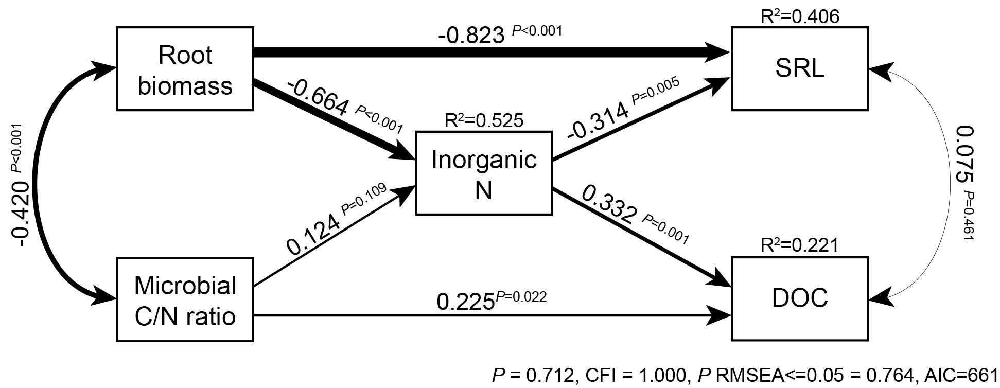 R²=0.406
-0.823 P<0.001
Root
biomass
SRL
-0.664 P<0.001
-0.314 P=0.005
R²=0.525
Inorganic
N
-0.420 P<0.001
0.075 P=0.461
0.124 P=0.109
0.332 P=0.001
R²=0.221
Microbial
C/N ratio
0.225P=0.022
DOC
P = 0.712, CFI = 1.000, P RMSEA<=0.05 = 0.764, AIC=661